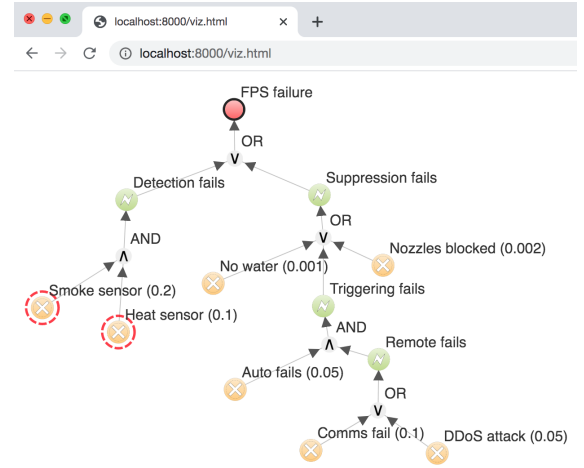 localhost:8000/viz.html
localhost:8000/viz.html
FPS failure
OR
Detection fails
Suppression fails
AND
OR
No water (0.001)
Nozzles blocked (0.002)
Smoke sensor (0.2)
Triggering fails
Heat sensor (0.1)
AND
Remote fails
Auto fails (0.05)
OR
Comms fail (0.1)
DDoS attack (0.05)